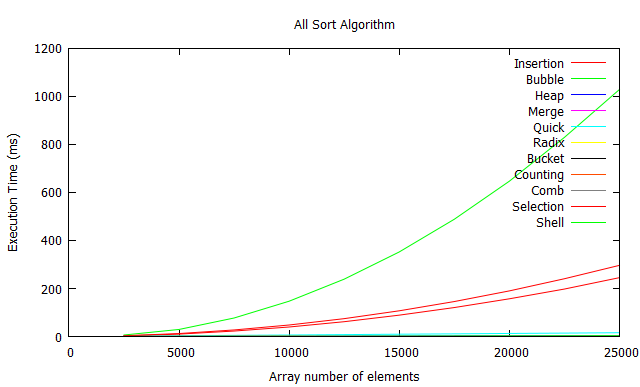 All Sort Algorithm
1200
1000
800
600
400
200
0
Execution Time (ms)
Insertion
Bubble
Heap
Merge
Quick
Radix
Bucket
Counting
Comb
Selection
Shell
0 5000 10000 15000 20000 25000
Array number of elements